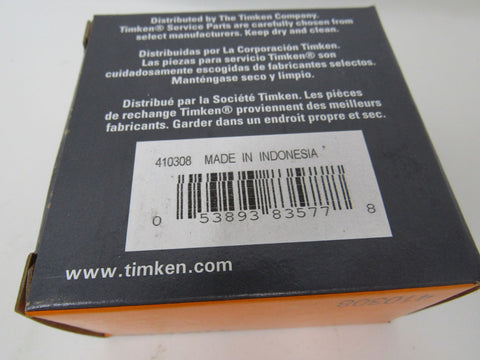 Distributed by The Timken Company.
Timken® Service Parts are carefully chosen from
select manufacturers. Keep dry and clean.
Distribuidas por La Corporación Timken.
Las piezas para servicio Timken® son
cuidadosamente escogidas de fabricantes selectos.
Manténgase seco y limpio.
Distribué par la Société Timken. Les pièces
de rechange Timken® proviennent des meilleurs
fabricants. Garder dans un endroit propre et sec.
410308 MADE IN INDONESIA
0 53893 83577 8
www.timken.com
410308